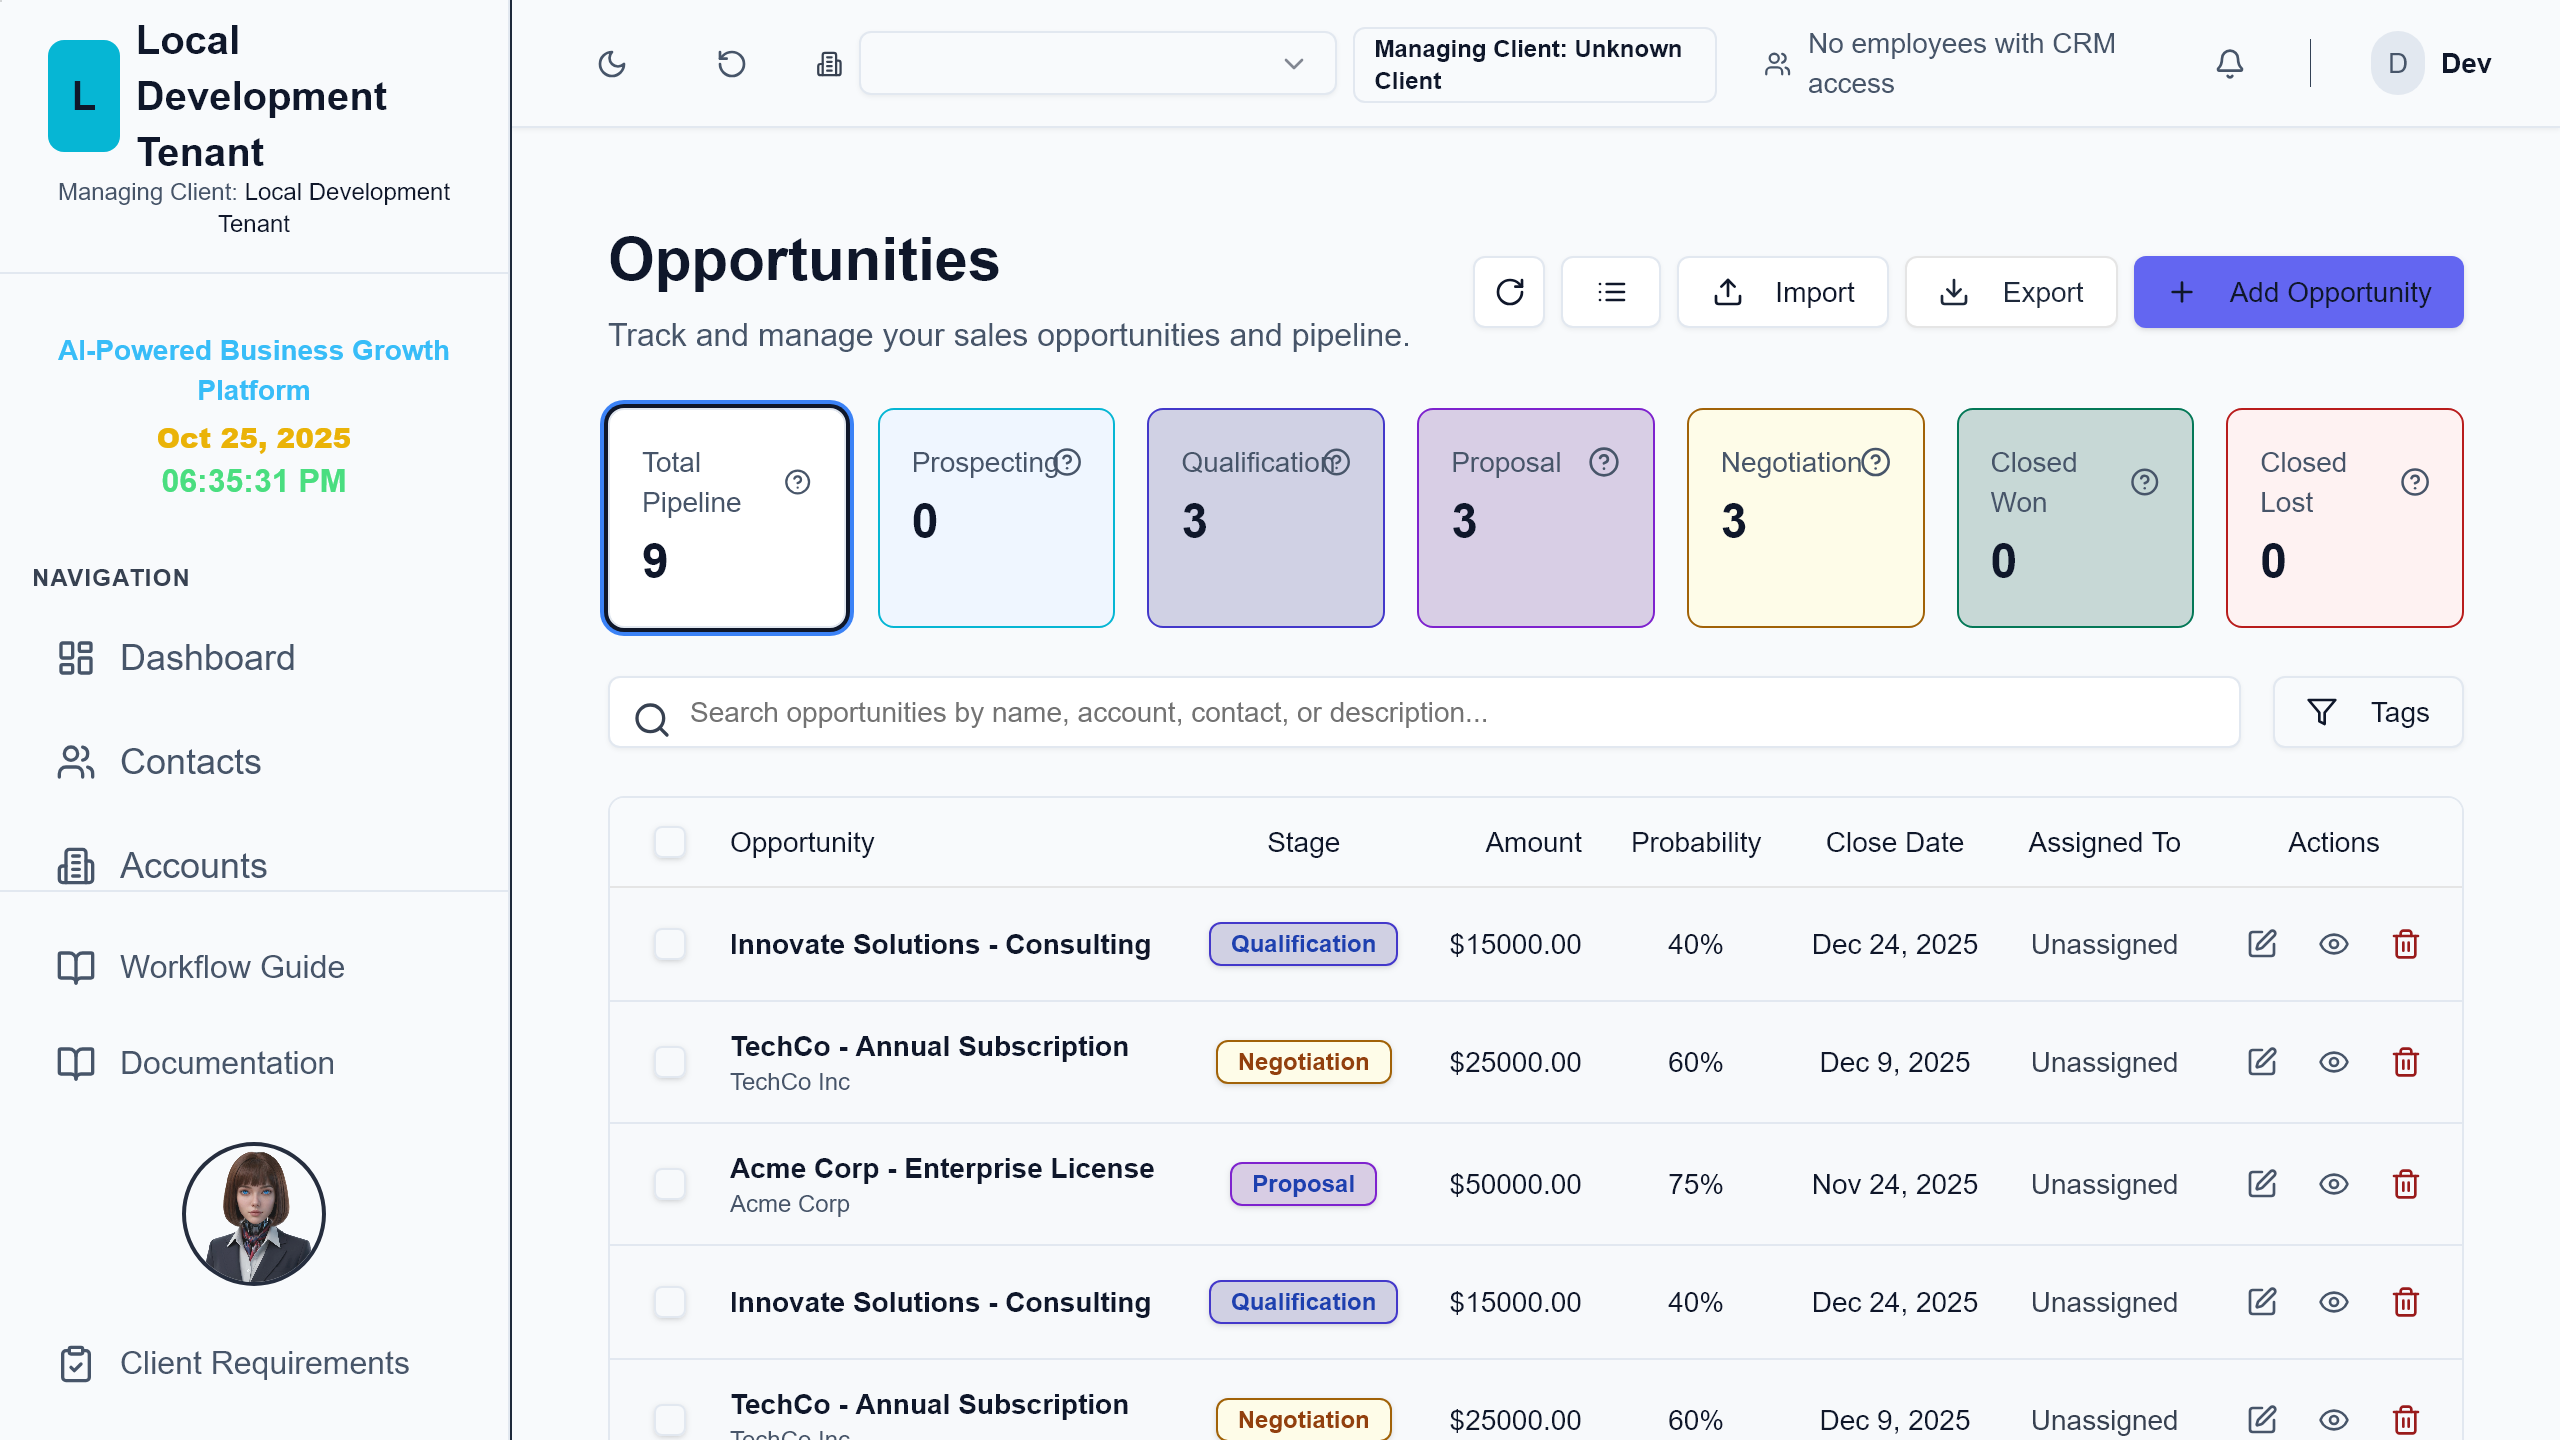 L
Local
Development
Tenant
Managing Client: Local Development
Tenant
AI-Powered Business Growth
Platform
Oct 25, 2025
06:35:31 PM
NAVIGATION
Dashboard
Contacts
Accounts
Workflow Guide
Documentation
Client Requirements
Managing Client: Unknown
Client
No employees with CRM
access
D
Dev
Opportunities
Track and manage your sales opportunities and pipeline.
Import
Export
Add Opportunity
Total
Pipeline
9
Prospecting
0
Qualification
3
Proposal
3
Negotiation
3
Closed
Won
0
Closed
Lost
0
Search opportunities by name, account, contact, or description...
Tags
Opportunity Stage Amount Probability Close Date Assigned To Actions
Innovate Solutions - Consulting Qualification $15000.00 40% Dec 24, 2025 Unassigned
TechCo - Annual Subscription Negotiation $25000.00 60% Dec 9, 2025 Unassigned
TechCo Inc
Acme Corp - Enterprise License Proposal $50000.00 75% Nov 24, 2025 Unassigned
Acme Corp
Innovate Solutions - Consulting Qualification $15000.00 40% Dec 24, 2025 Unassigned
TechCo - Annual Subscription Negotiation $25000.00 60% Dec 9, 2025 Unassigned
TechCo Inc